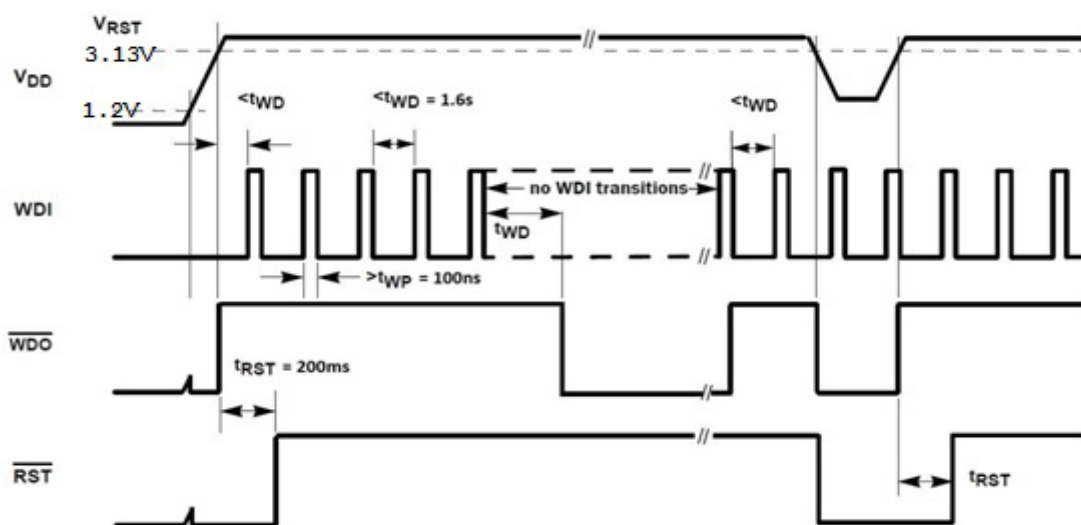 VRST
3.13V
VDD
1.2V
<tWD
<tWD = 1.6s
<tWD
WDI
no WDI transitions
tWD
>tWP = 100ns
WDO
tRST = 200ms
RST
tRST